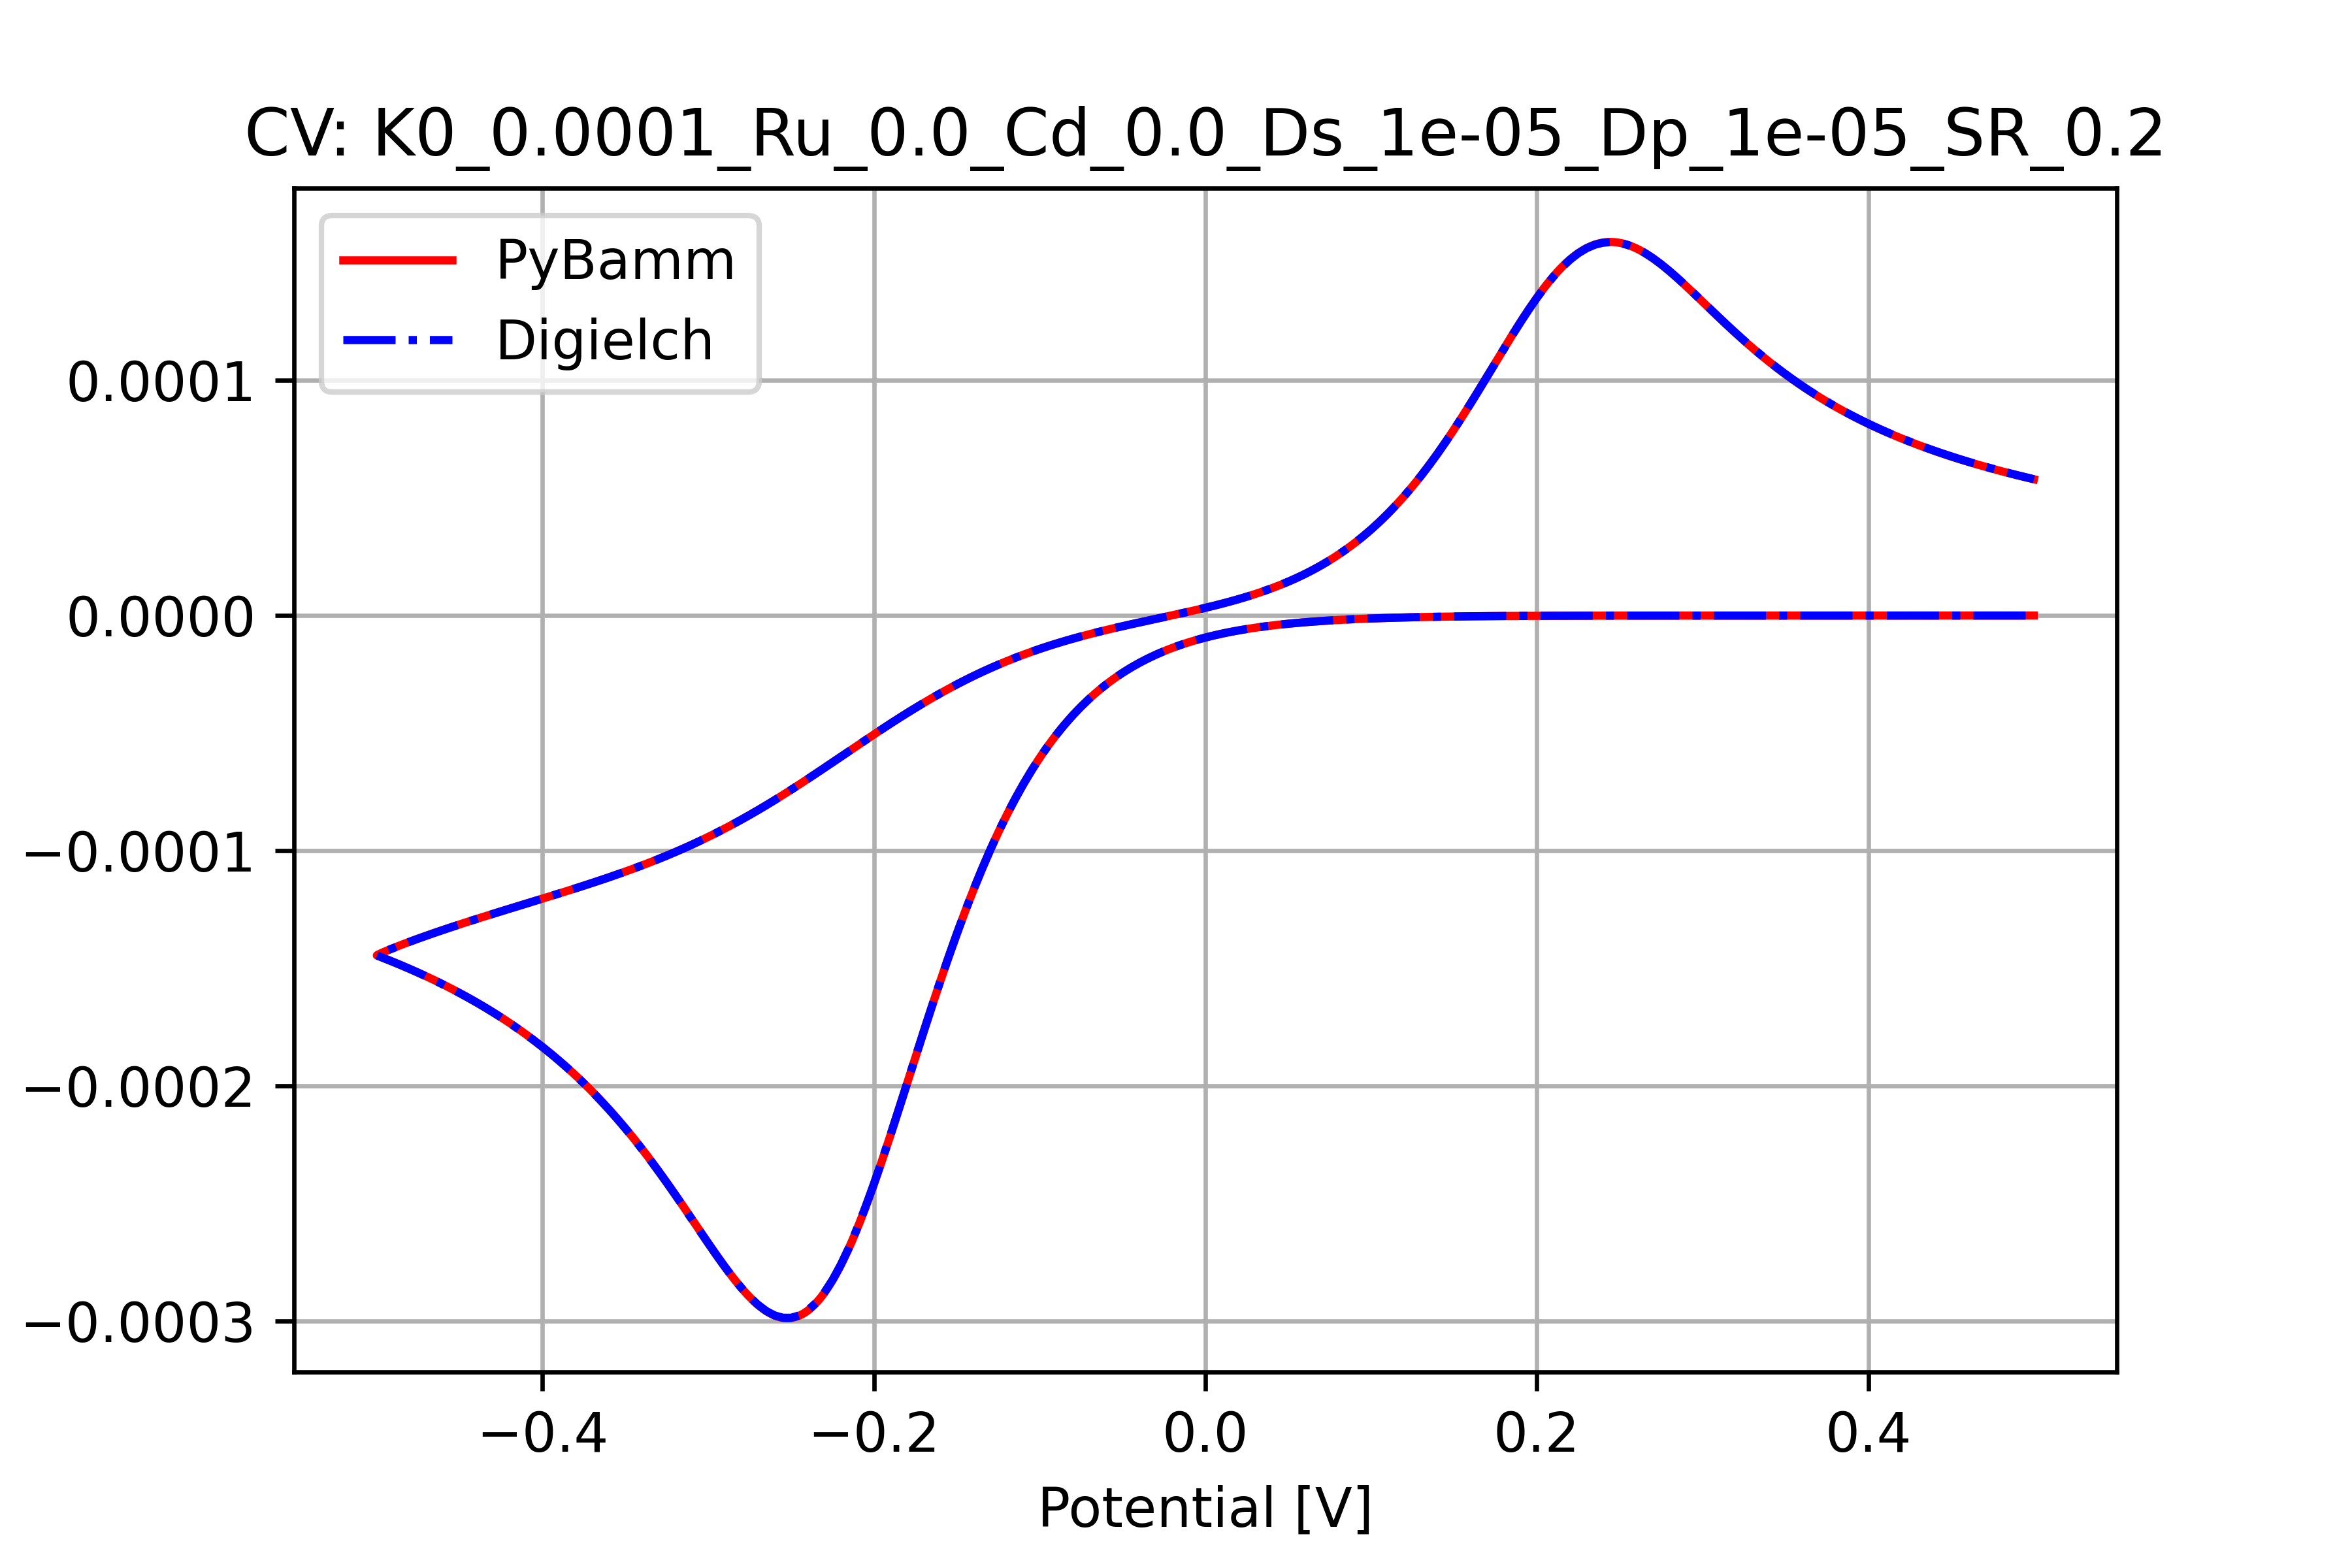 CV: K0_0.0001_Ru_0.0_Cd_0.0_Ds_1e-05_Dp_1e-05_SR_0.2
PyBamm
Digielch
0.0001
0.0000
−0.0001
−0.0002
−0.0003
−0.4 −0.2 0.0 0.2 0.4
Potential [V]